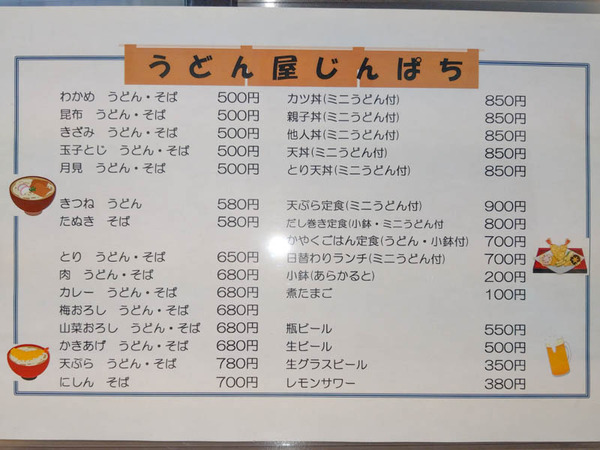 うどん屋じんぱち
わかめ うどん・そば 500円
昆布 うどん・そば 500円
きざみ うどん・そば 500円
玉子とじ うどん・そば 500円
月見 うどん・そば 500円
きつね うどん 580円
たぬき そば 580円
とり うどん・そば 650円
肉 うどん・そば 680円
カレー うどん・そば 680円
梅おろし うどん・そば 680円
山菜おろし うどん・そば 680円
かきあげ うどん・そば 680円
天ぷら うどん・そば 780円
にしん そば 700円
カツ丼(ミニうどん付) 850円
親子丼(ミニうどん付) 850円
他人丼(ミニうどん付) 850円
天丼(ミニうどん付) 850円
とり天丼(ミニうどん付) 850円
天ぷら定食(ミニうどん付) 900円
だし巻き定食(小鉢・ミニうどん付 800円
かやくごはん定食(うどん・小鉢付) 700円
日替わりランチ(ミニうどん付) 700円
小鉢(あらかると) 200円
煮たまご 100円
瓶ビール 550円
生ビール 500円
生グラスビール 350円
レモンサワー 380円